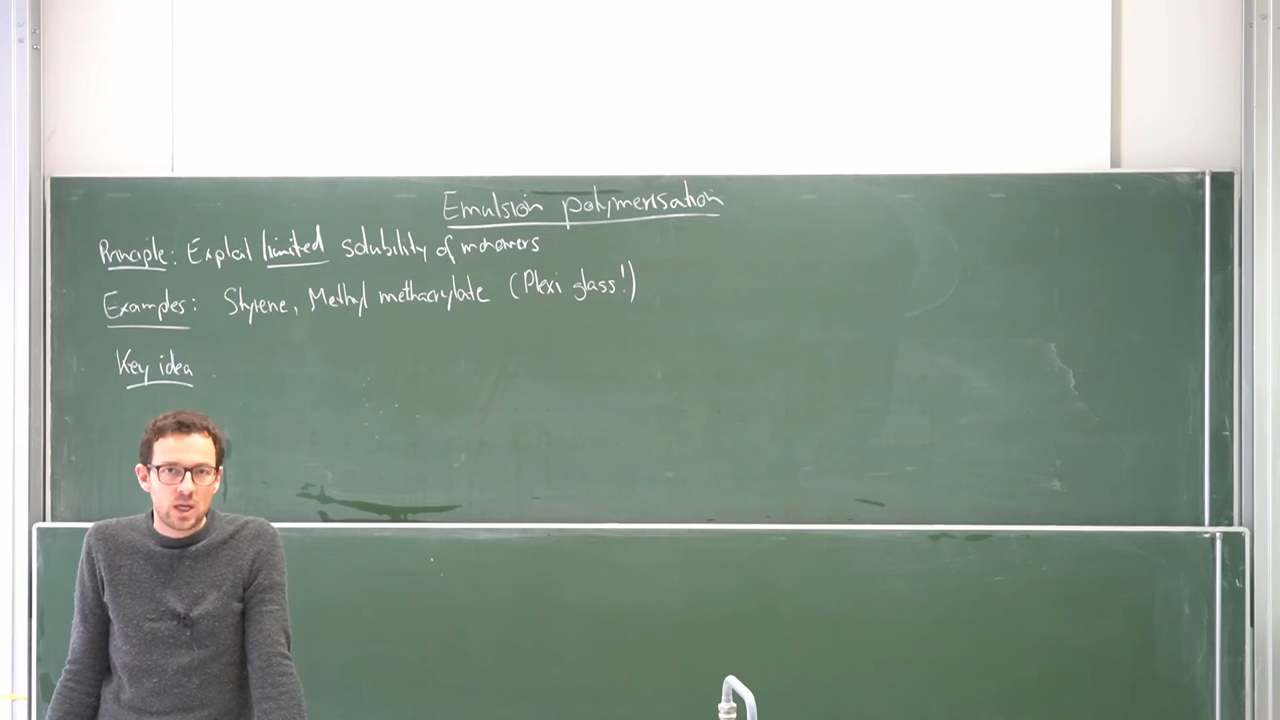 Emulsion polymerisation
Principle: Exploit limited solubility of monomers
Examples: Styrene, Methyl methacrylate (Plexi glass!)
Key idea